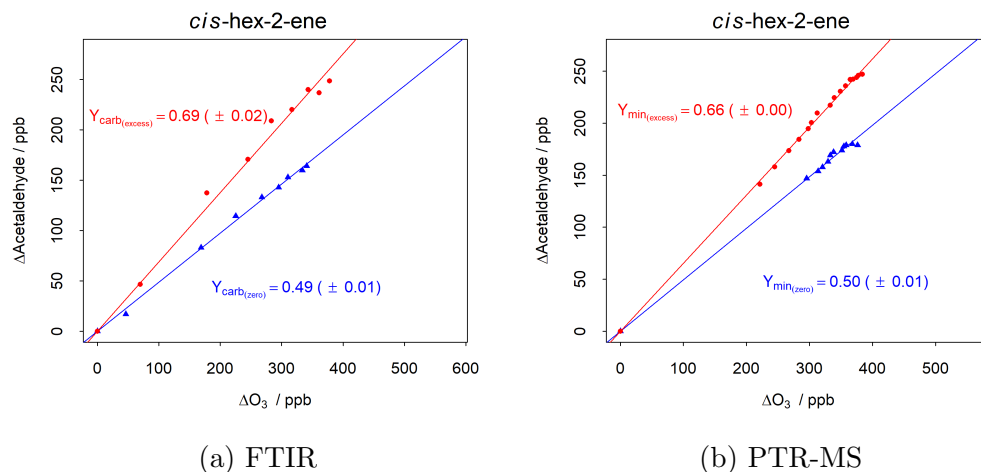 cis-hex-2-ene
ΔAcetaldehyde / ppb
250
200
150
100
50
0
Ycarb(excess) = 0.69 ( ± 0.02)
Ycarb(zero) = 0.49 ( ± 0.01)
0 100 200 300 400 500 600
ΔO3 / ppb
(a) FTIR
cis-hex-2-ene
ΔAcetaldehyde / ppb
250
200
150
100
50
0
Ymin(excess) = 0.66 ( ± 0.00)
Ymin(zero) = 0.50 ( ± 0.01)
0 100 200 300 400 500
ΔO3 / ppb
(b) PTR-MS